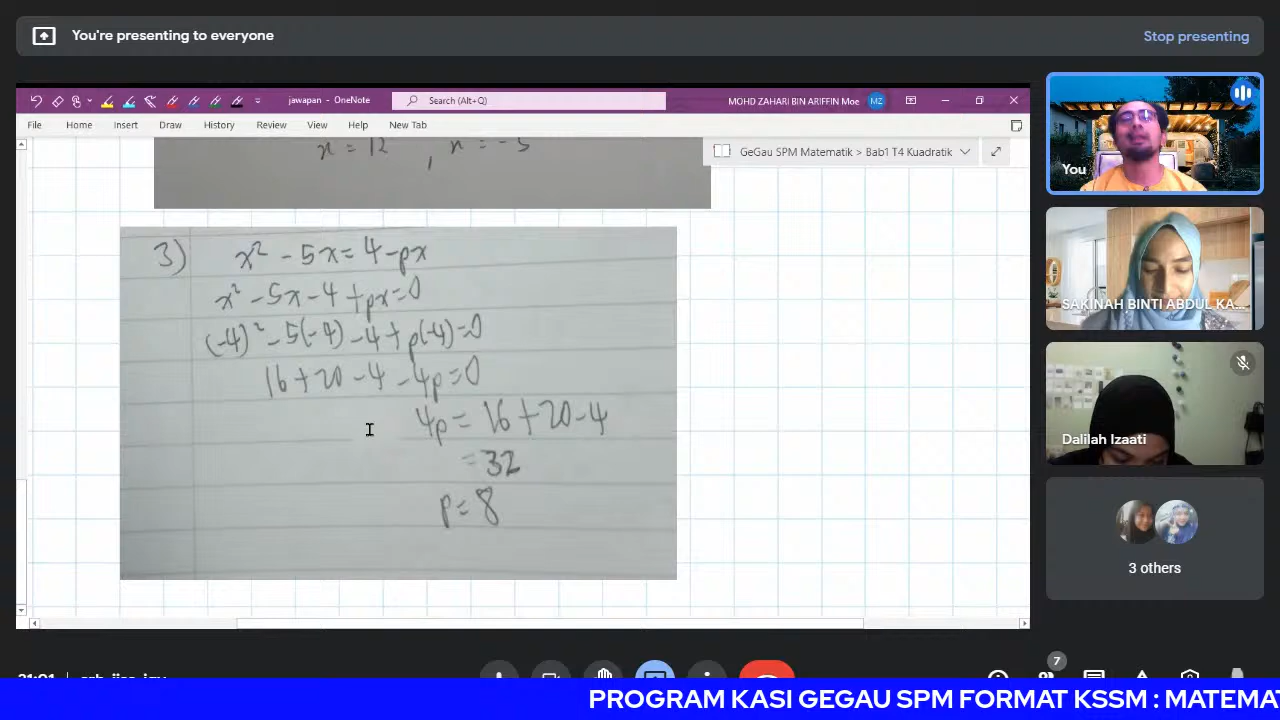 You're presenting to everyone
Stop presenting
jawapan - OneNote
Search (Alt+Q)
MOHD ZAHARI BIN ARIFFIN Moe
MZ
File Home Insert Draw History Review View Help New Tab
GeGau SPM Matematik > Bab1 T4 Kuadratik
x = 12 , x = -3
3) x² - 5x = 4 - px
x² - 5x - 4 + px = 0
(-4)² - 5(-4) - 4 + p(-4) = 0
16 + 20 - 4 - 4p = 0
4p = 16 + 20 - 4
= 32
p = 8
You
SAKINAH BINTI ABDUL KA...
Dalilah Izaati
3 others
7
PROGRAM KASI GEGAU SPM FORMAT KSSM : MATEMA